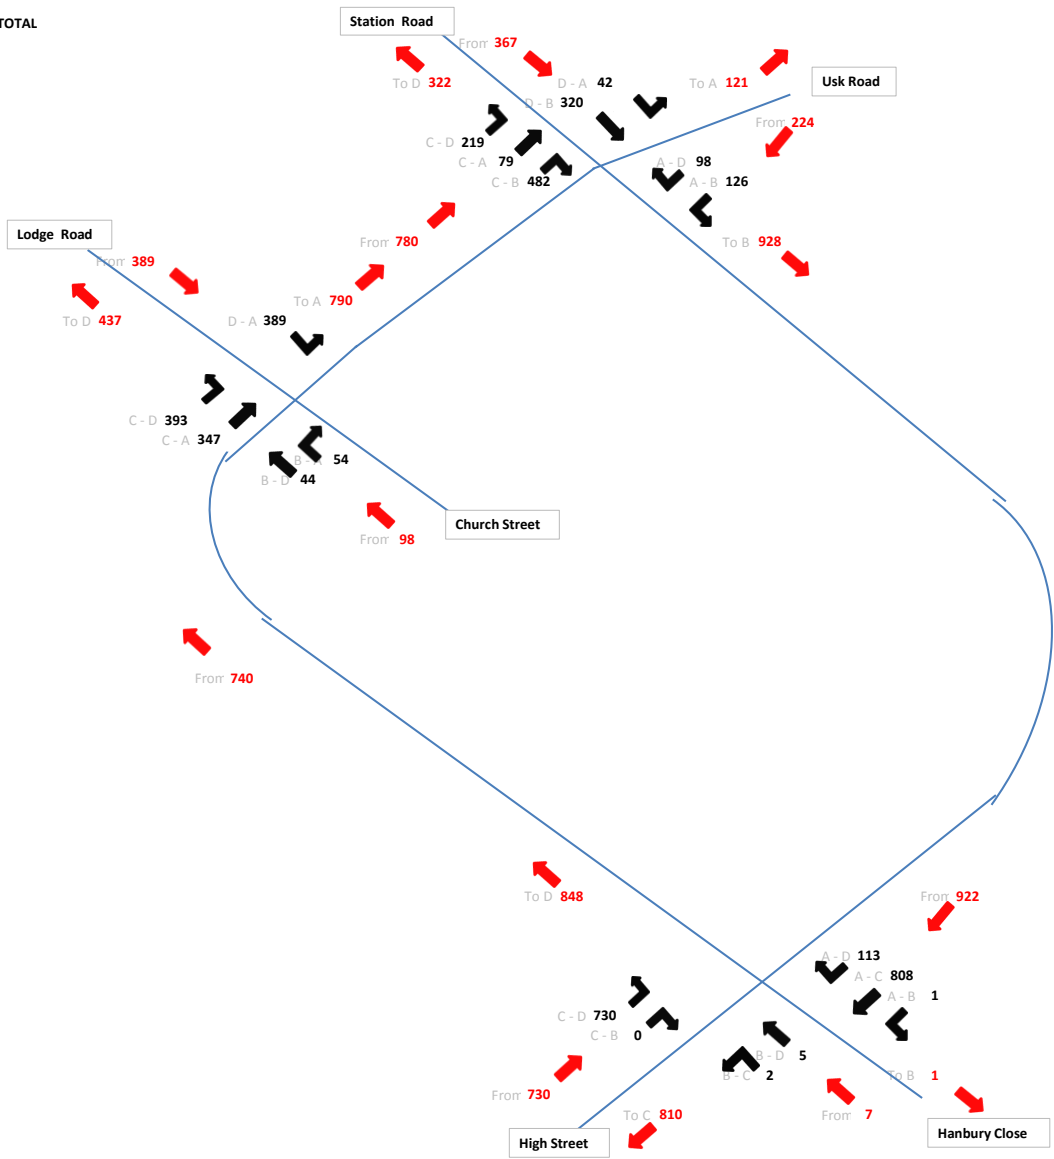 TOTAL
Station Road
From 367
To D 322
D - A 42
D - B 320
To A 121
Usk Road
From 224
C - D 219
C - A 79
C - B 482
A - D 98
A - B 126
To B 928
Lodge Road
From 389
To D 437
From 780
To A 790
D - A 389
C - D 393
C - A 347
B - A 54
B - D 44
Church Street
From 98
From 740
To D 848
From 922
A - D 113
A - C 808
A - B 1
C - D 730
C - B 0
B - D 5
B - C 2
From 730
To B 1
To C 810
From 7
High Street
Hanbury Close